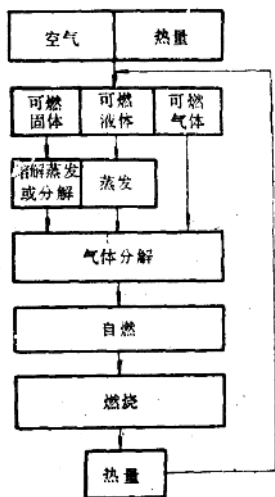 空气 热量
可燃 可燃 可燃
固体 液体 气体
熔解蒸发 蒸发
或分解
气体分解
自燃
燃烧
热量